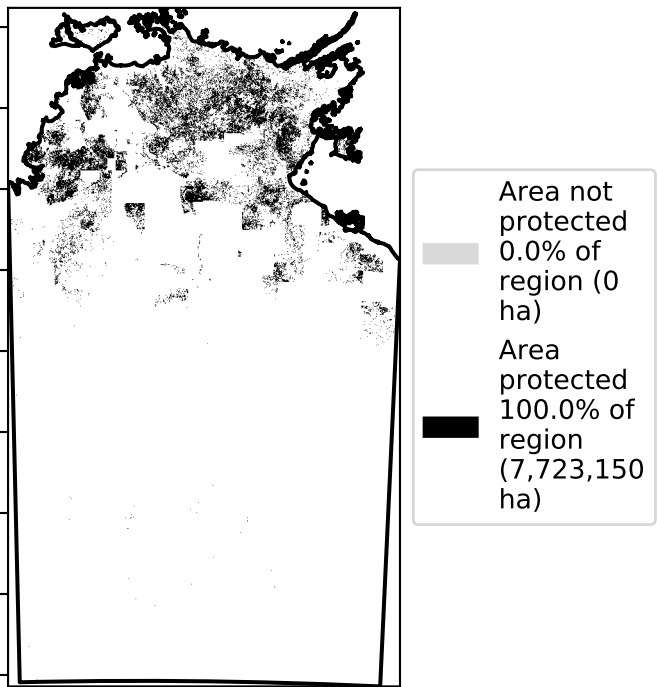 Area not
protected
0.0% of
region (0
ha)
Area
protected
100.0% of
region
(7,723,150
ha)